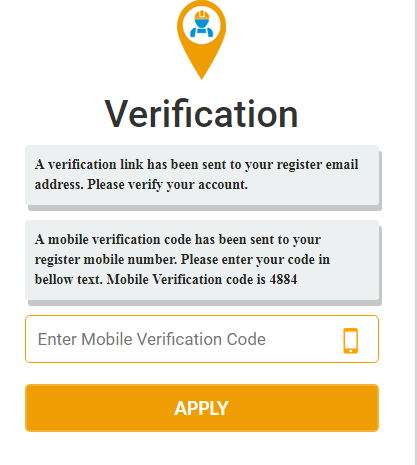 Verification
A verification link has been sent to your register email
address. Please verify your account.
A mobile verification code has been sent to your
register mobile number. Please enter your code in
bellow text. Mobile Verification code is 4884
Enter Mobile Verification Code
APPLY